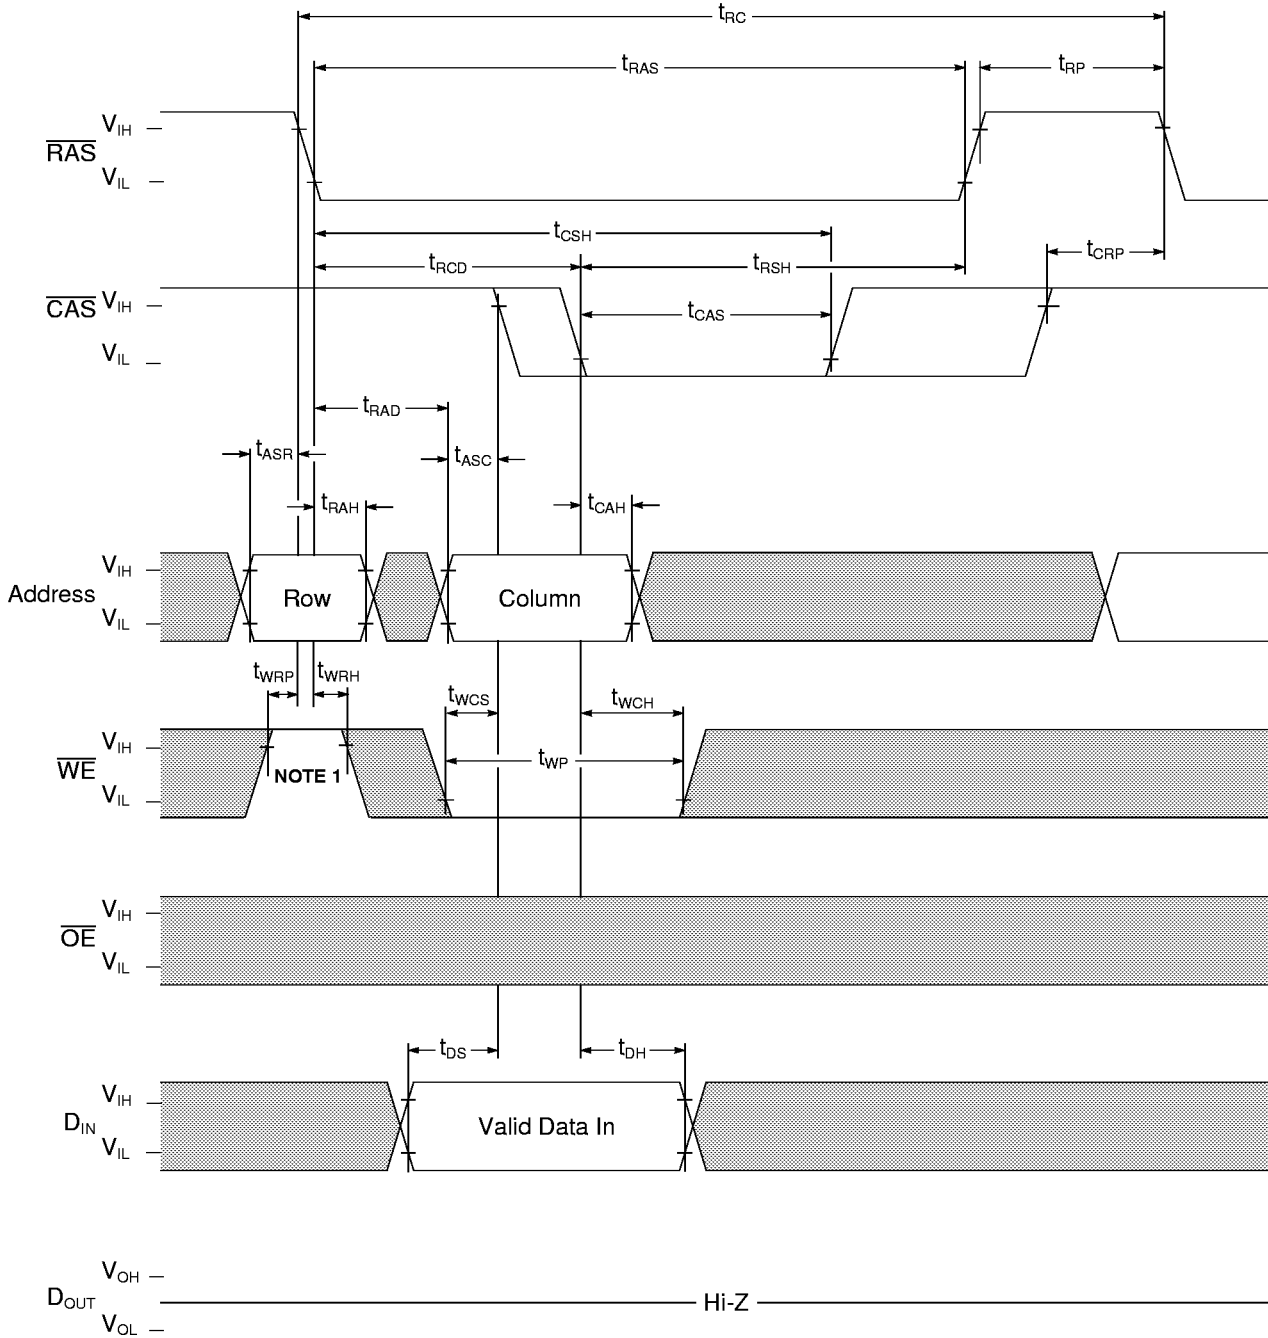 tRC
tRAS
tRP
RAS
VIH
VIL
tCSH
tRCD
tRSH
tCRP
CAS
VIH
VIL
tCAS
tRAD
tASR
tASC
tRAH
tCAH
Address
VIH
VIL
Row
Column
tWRP
tWRH
tWCS
tWCH
WE
VIH
VIL
NOTE 1
tWP
OE
VIH
VIL
tDS
tDH
DIN
VIH
VIL
Valid Data In
DOUT
VOH
VOL
Hi-Z